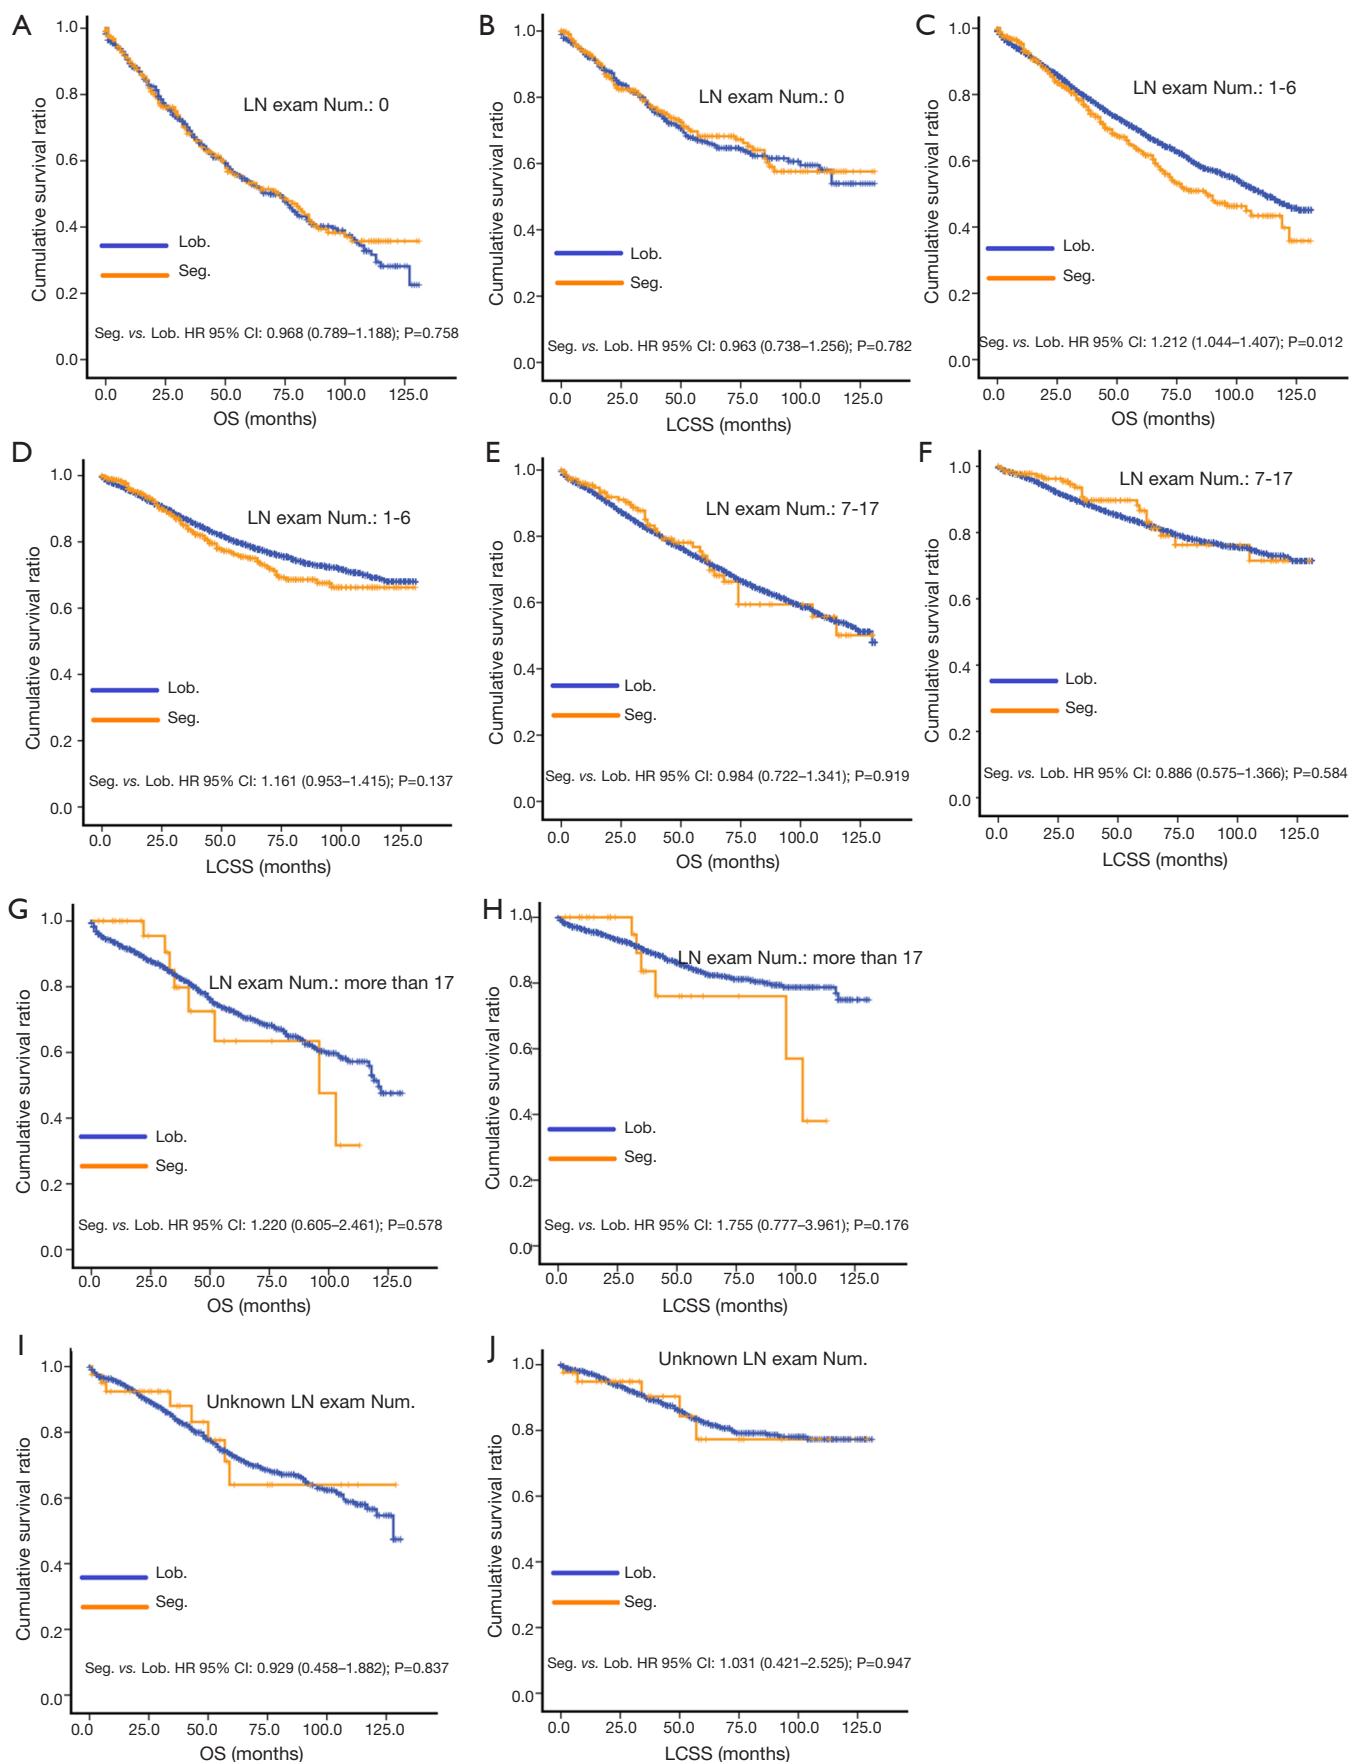 A
Cumulative survival ratio
1.0
0.8
0.6
0.4
0.2
0.0
LN exam Num.: 0
Lob.
Seg.
Seg. vs. Lob. HR 95% CI: 0.968 (0.789–1.188); P=0.758
0.0 25.0 50.0 75.0 100.0 125.0
OS (months)
B
Cumulative survival ratio
1.0
0.8
0.6
0.4
0.2
0.0
LN exam Num.: 0
Lob.
Seg.
Seg. vs. Lob. HR 95% CI: 0.963 (0.738–1.256); P=0.782
0.0 25.0 50.0 75.0 100.0 125.0
LCSS (months)
C
Cumulative survival ratio
1.0
0.8
0.6
0.4
0.2
0.0
LN exam Num.: 1-6
Lob.
Seg.
Seg. vs. Lob. HR 95% CI: 1.212 (1.044–1.407); P=0.012
0.0 25.0 50.0 75.0 100.0 125.0
OS (months)
D
Cumulative survival ratio
1.0
0.8
0.6
0.4
0.2
0.0
LN exam Num.: 1-6
Lob.
Seg.
Seg. vs. Lob. HR 95% CI: 1.161 (0.953–1.415); P=0.137
0.0 25.0 50.0 75.0 100.0 125.0
LCSS (months)
E
Cumulative survival ratio
1.0
0.8
0.6
0.4
0.2
0.0
LN exam Num.: 7-17
Lob.
Seg.
Seg. vs. Lob. HR 95% CI: 0.984 (0.722–1.341); P=0.919
0.0 25.0 50.0 75.0 100.0 125.0
OS (months)
F
Cumulative survival ratio
1.0
0.8
0.6
0.4
0.2
0.0
LN exam Num.: 7-17
Lob.
Seg.
Seg. vs. Lob. HR 95% CI: 0.886 (0.575–1.366); P=0.584
0.0 25.0 50.0 75.0 100.0 125.0
LCSS (months)
G
Cumulative survival ratio
1.0
0.8
0.6
0.4
0.2
0.0
LN exam Num.: more than 17
Lob.
Seg.
Seg. vs. Lob. HR 95% CI: 1.220 (0.605–2.461); P=0.578
0.0 25.0 50.0 75.0 100.0 125.0
OS (months)
H
Cumulative survival ratio
1.0
0.8
0.6
0.4
0.2
0.0
LN exam Num.: more than 17
Lob.
Seg.
Seg. vs. Lob. HR 95% CI: 1.755 (0.777–3.961); P=0.176
0.0 25.0 50.0 75.0 100.0 125.0
LCSS (months)
I
Cumulative survival ratio
1.0
0.8
0.6
0.4
0.2
0.0
Unknown LN exam Num.
Lob.
Seg.
Seg. vs. Lob. HR 95% CI: 0.929 (0.458–1.882); P=0.837
0.0 25.0 50.0 75.0 100.0 125.0
OS (months)
J
Cumulative survival ratio
1.0
0.8
0.6
0.4
0.2
0.0
Unknown LN exam Num.
Lob.
Seg.
Seg. vs. Lob. HR 95% CI: 1.031 (0.421–2.525); P=0.947
0.0 25.0 50.0 75.0 100.0 125.0
LCSS (months)